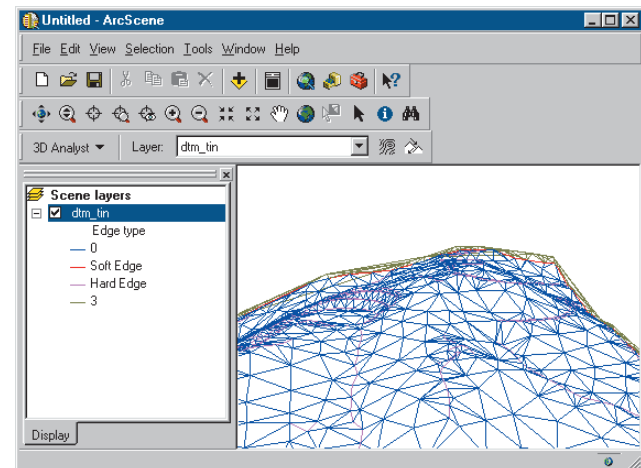 Untitled - ArcScene
File Edit View Selection Tools Window Help
3D Analyst Layer: dtm_tin
Scene layers
dtm_tin
Edge type
0
Soft Edge
Hard Edge
3
Display